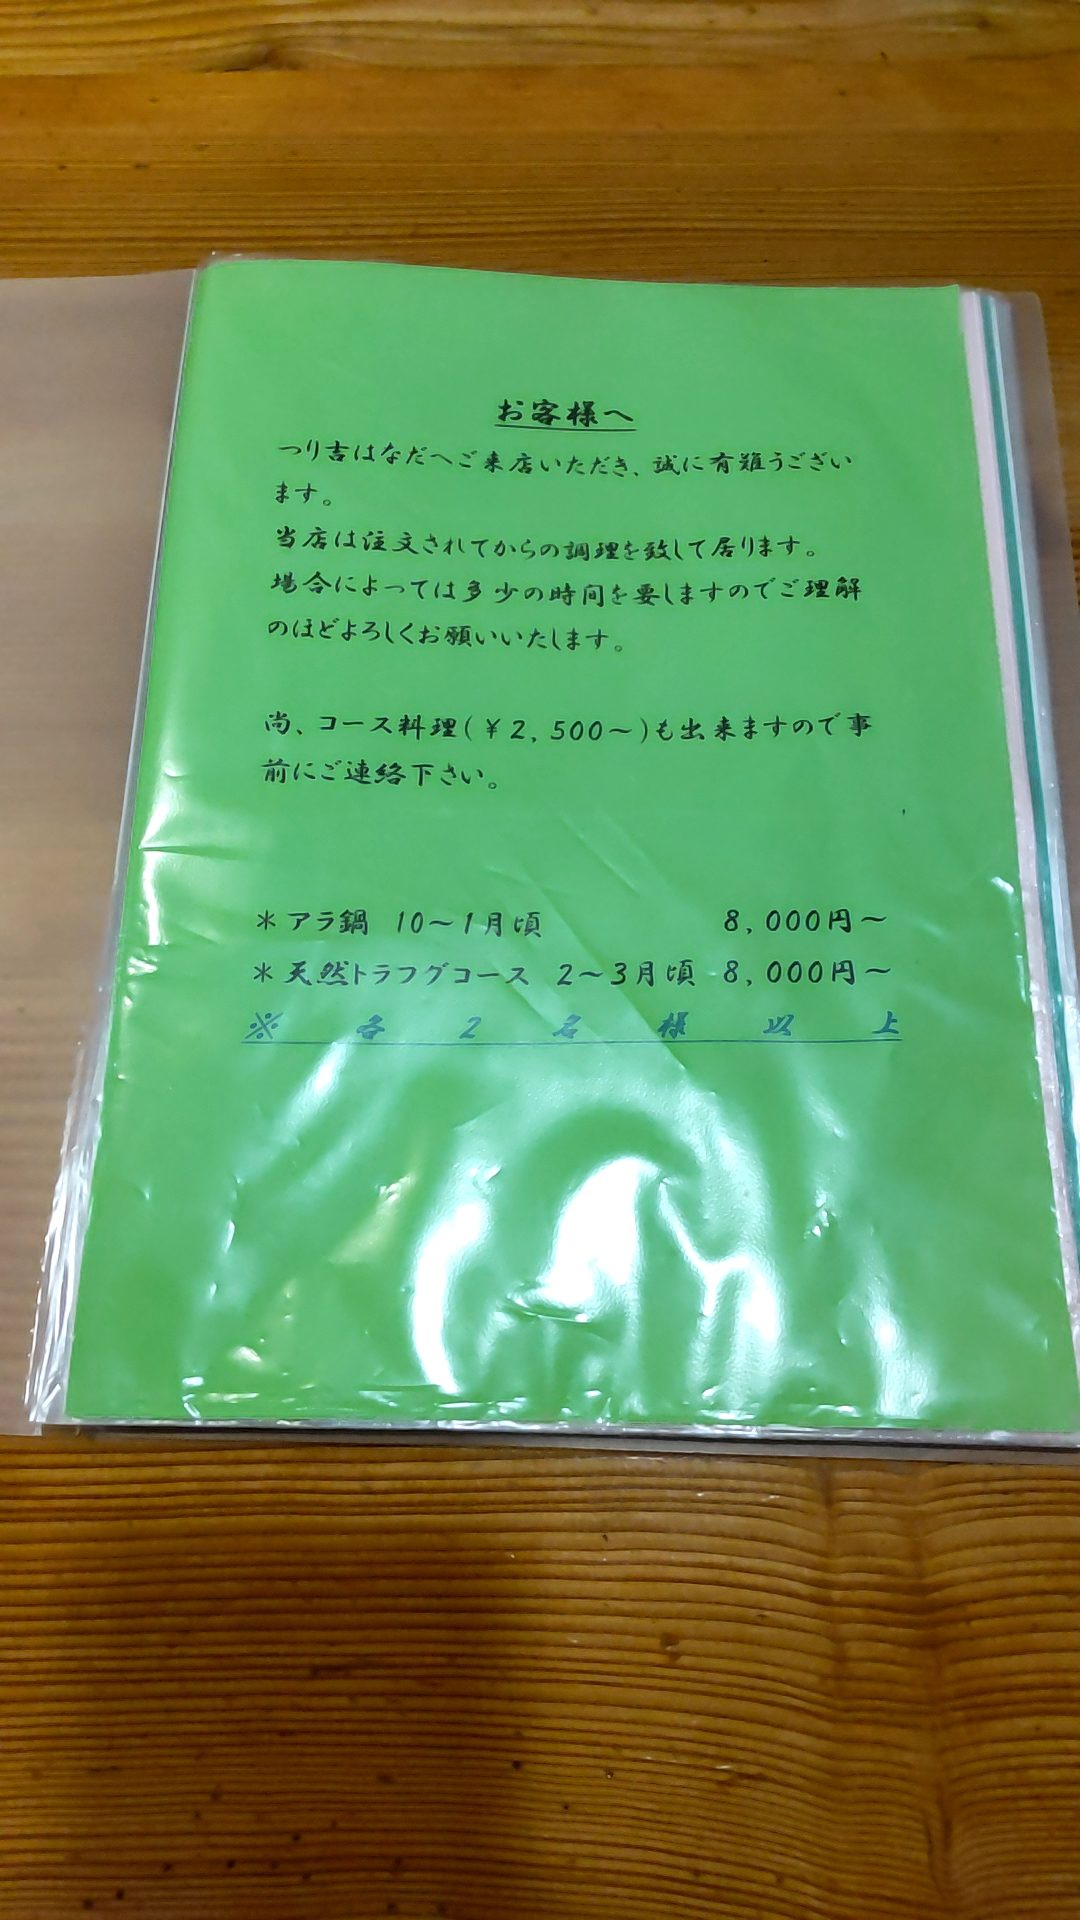 お客様へ
つり吉はなだへご来店いただき、誠に有難うござい
ます。
当店は注文されてからの調理を致して居ります。
場合によっては多少の時間を要しますのでご理解
のほどよろしくお願いいたします。
尚、コース料理(¥2,500~)も出来ますので事
前にご連絡下さい。
*アラ鍋 10~1月頃 8,000円~
*天然トラフグコース 2~3月頃 8,000円~
※ 各 2 名 様 以 上